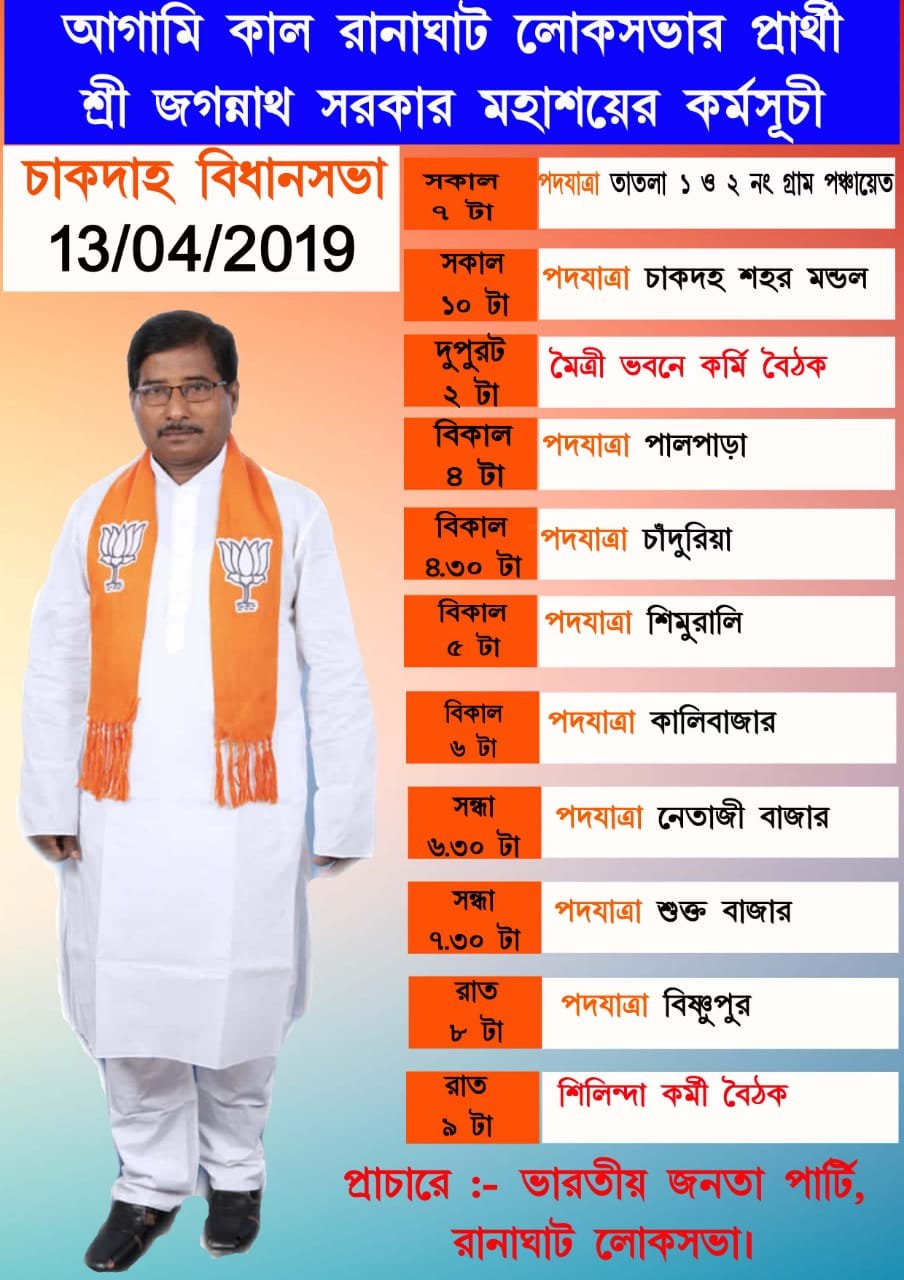 আগামি কাল রানাঘাট লোকসভার প্রার্থী
শ্রী জগন্নাথ সরকার মহাশয়ের কর্মসূচী
চাকদাহ বিধানসভা
13/04/2019
সকাল
৭ টা
পদযাত্রা তাতলা ১ ও ২ নং গ্রাম পঞ্চায়েত
সকাল
১০ টা
পদযাত্রা চাকদহ শহর মন্ডল
দুপুরট
২ টা
মৈত্রী ভবনে কর্মি বৈঠক
বিকাল
৪ টা
পদযাত্রা পালপাড়া
বিকাল
৪.৩০ টা
পদযাত্রা চাঁদুরিয়া
বিকাল
৫ টা
পদযাত্রা শিমুরালি
বিকাল
৬ টা
পদযাত্রা কালিবাজার
সন্ধা
৬.৩০ টা
পদযাত্রা নেতাজী বাজার
সন্ধা
৭.৩০ টা
পদযাত্রা শুক্ত বাজার
রাত
৮ টা
পদযাত্রা বিষ্ণুপুর
রাত
৯ টা
শিলিন্দা কর্মী বৈঠক
প্রাচারে :- ভারতীয় জনতা পার্টি,
রানাঘাট লোকসভা।